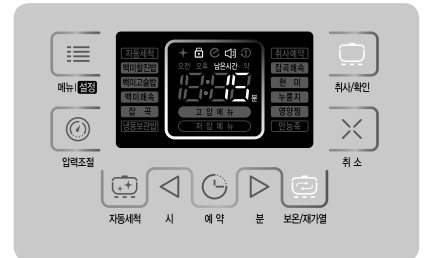 자동세척
백미찰진밥
백미고슬밥
백미쾌속
잡 곡
냉동보관밥
오전 오후 남은시간 약
18:15 분
고 압 메 뉴
저 압 메 뉴
취사예약
잡곡쾌속
현 미
누룽지
영양찜
만능죽
메뉴 설정
압력조절
취사/확인
취 소
자동세척 시 예 약 분 보온/재가열